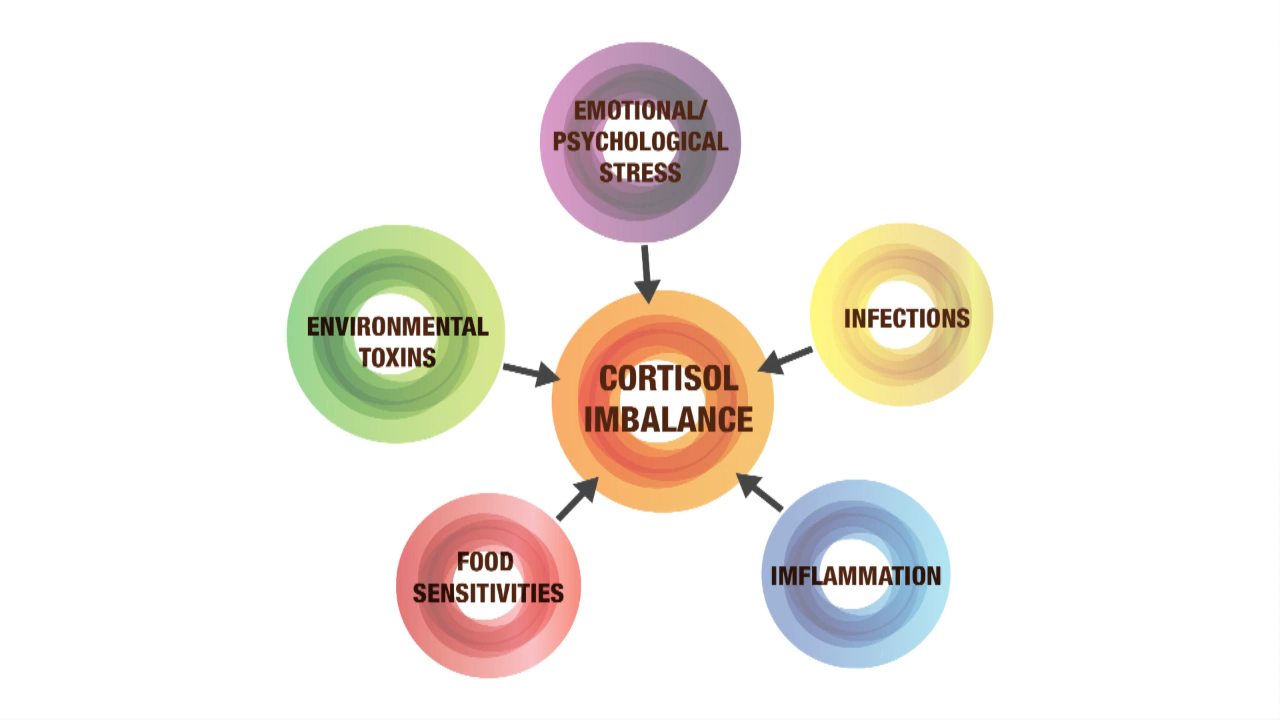 EMOTIONAL/
PSYCHOLOGICAL
STRESS
ENVIRONMENTAL
TOXINS
INFECTIONS
CORTISOL
IMBALANCE
FOOD
SENSITIVITIES
IMFLAMMATION